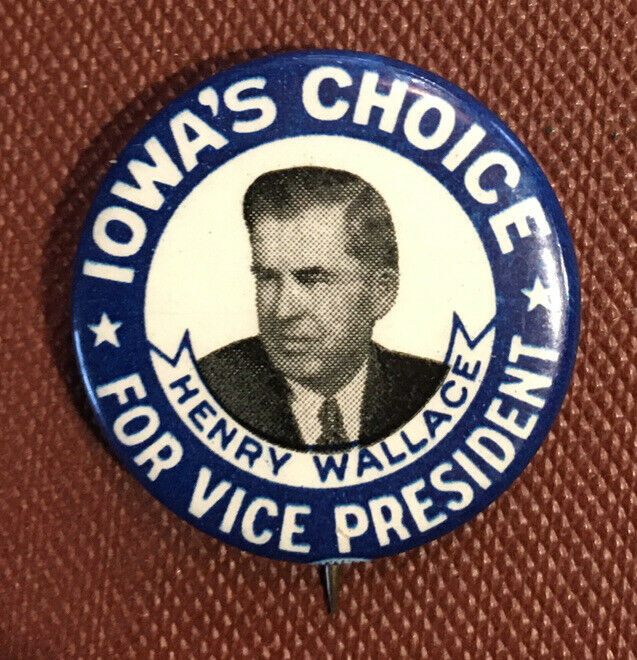 IOWA'S CHOICE
HENRY WALLACE
FOR VICE PRESIDENT